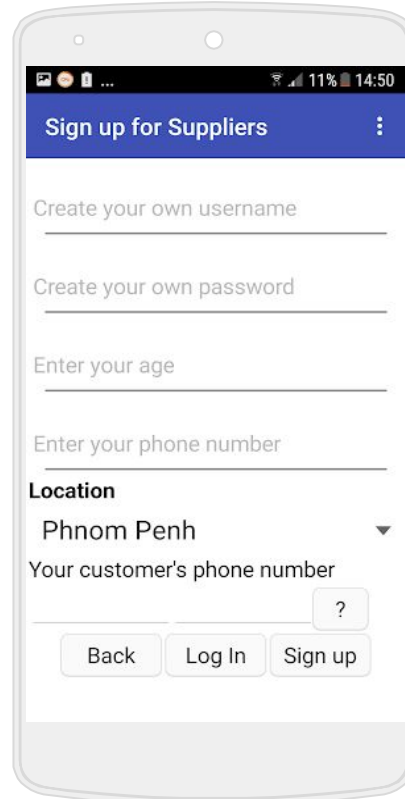 ... 11% 14:50
Sign up for Suppliers
Create your own username
Create your own password
Enter your age
Enter your phone number
Location
Phnom Penh
Your customer's phone number
?
Back Log In Sign up